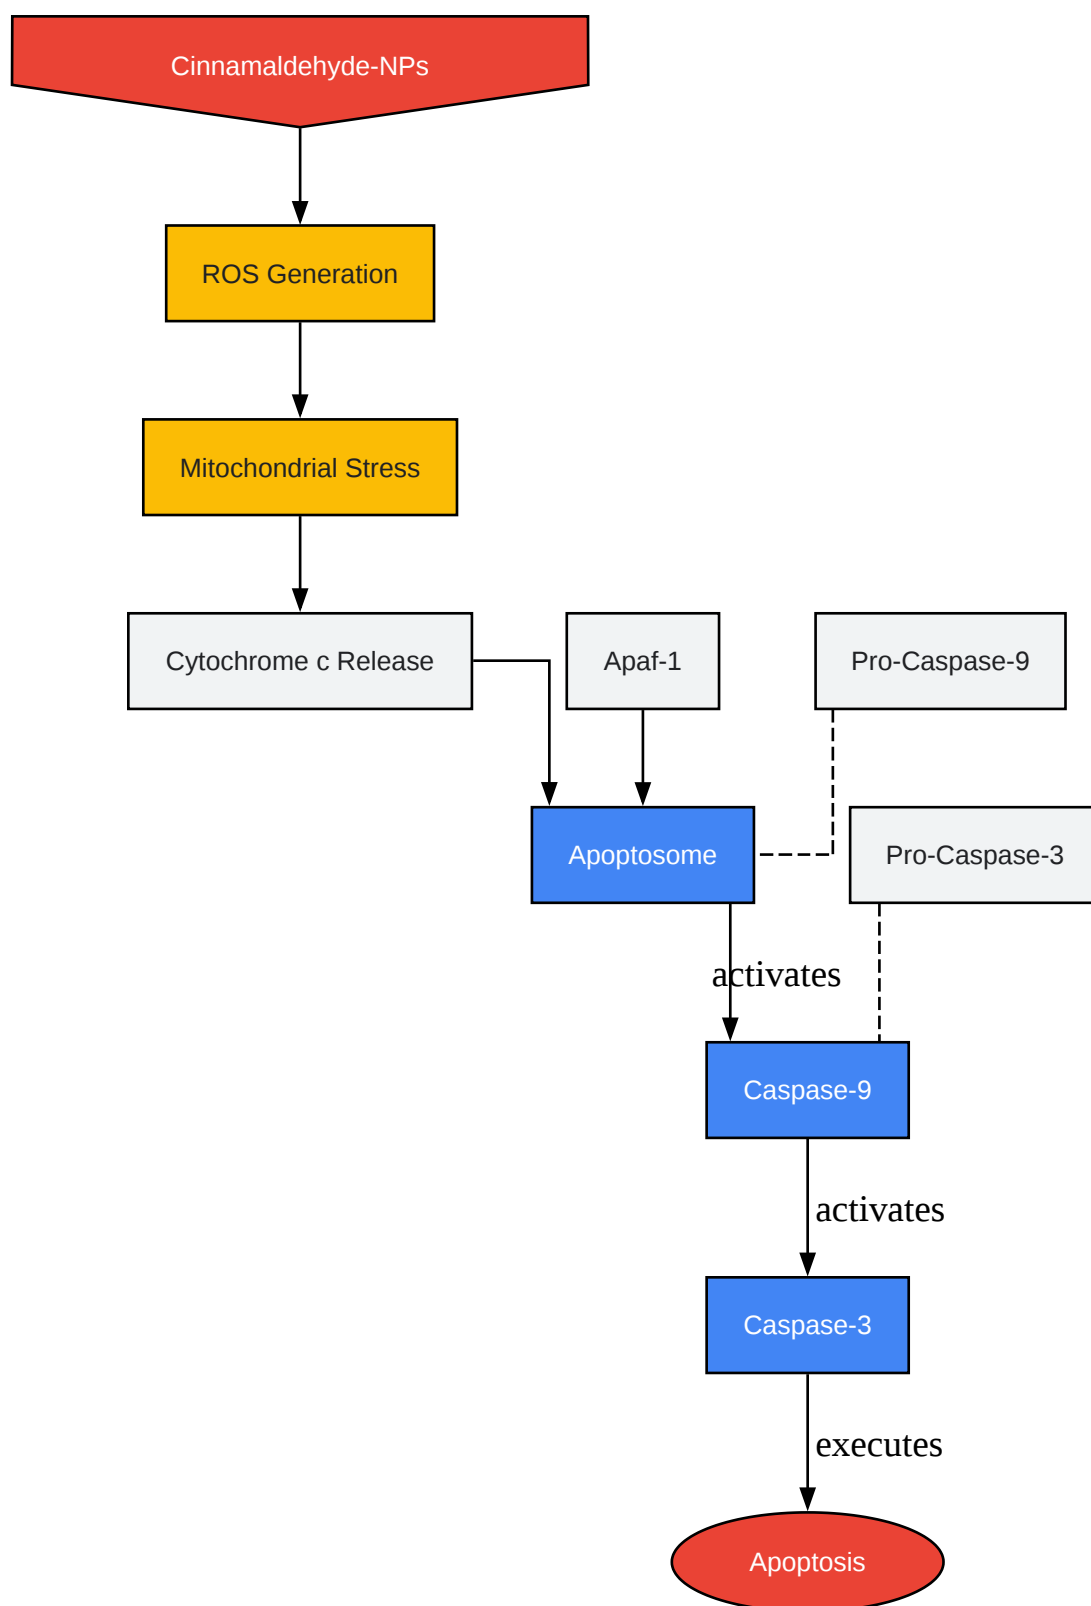 Cinnamaldehyde-NPs
ROS Generation
Mitochondrial Stress
Cytochrome c Release
Apaf-1
Pro-Caspase-9
Apoptosome
Pro-Caspase-3
activates
Caspase-9
activates
Caspase-3
executes
Apoptosis